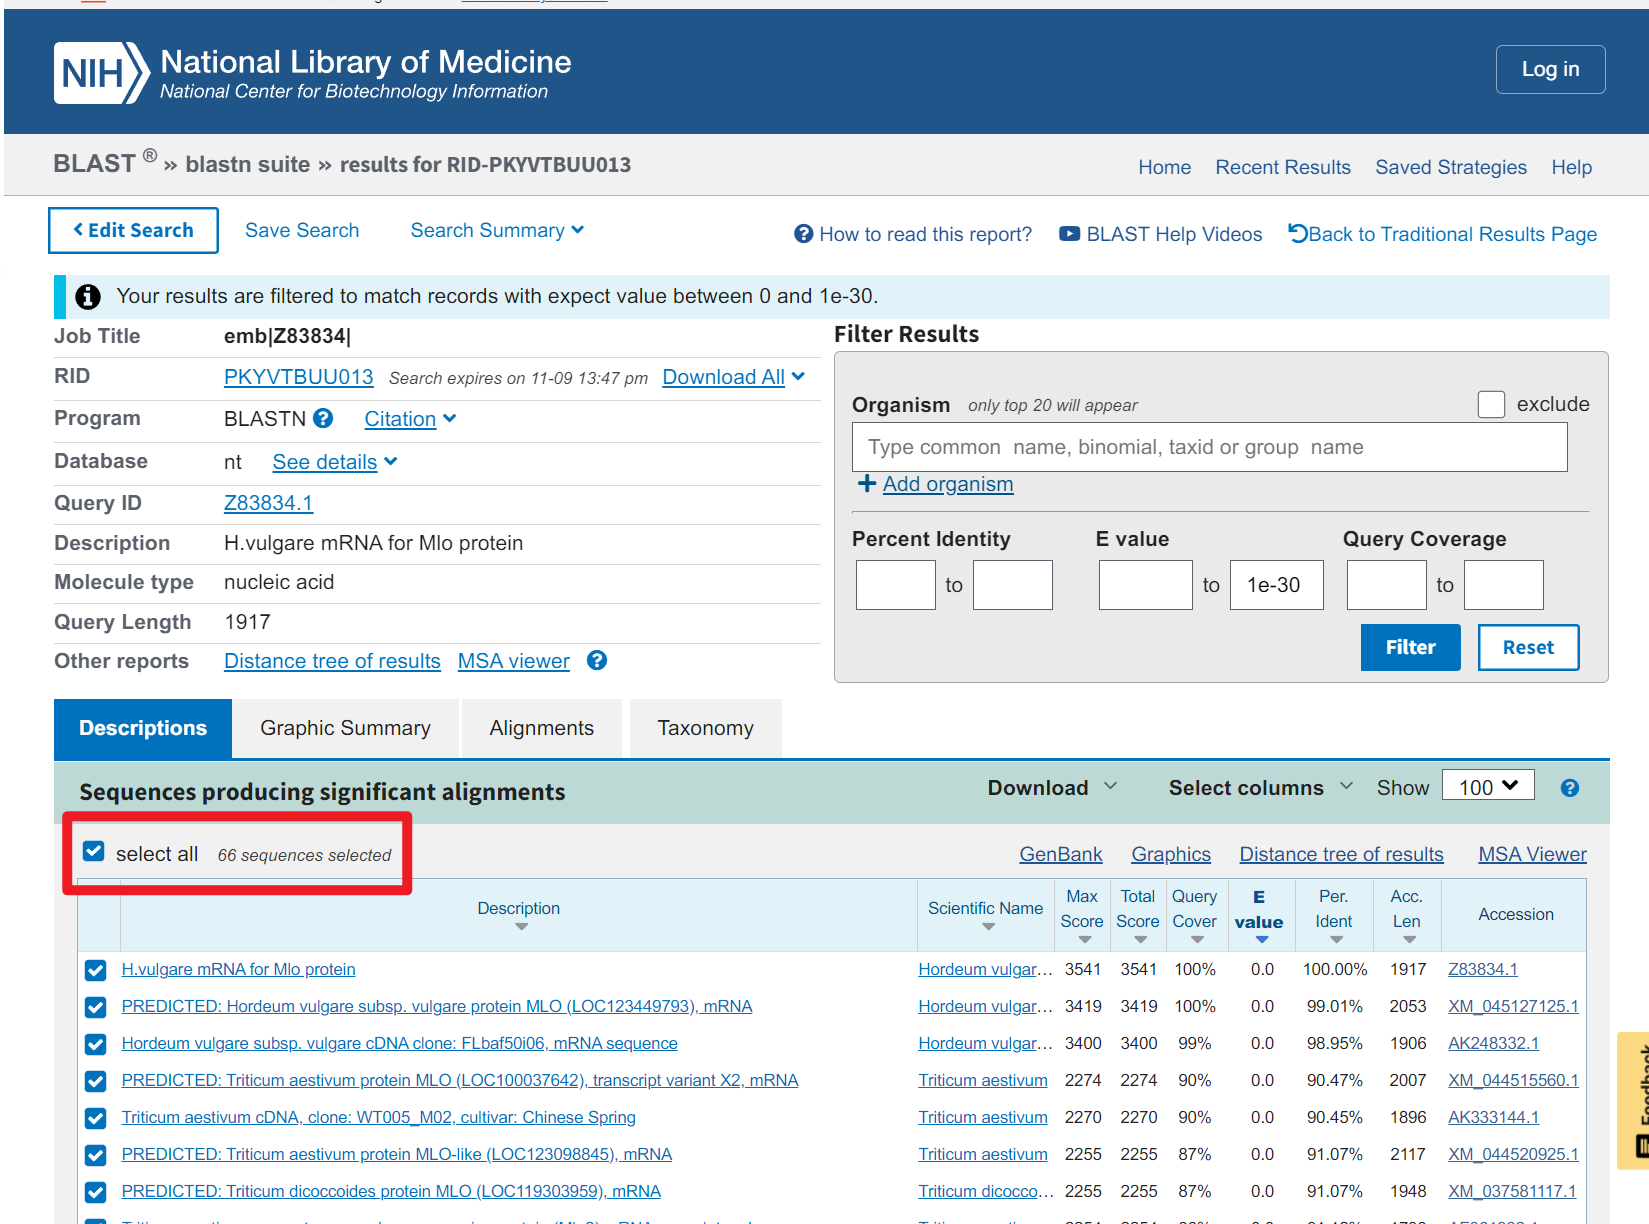 NIH National Library of Medicine
National Center for Biotechnology Information
Log in
BLAST ® » blastn suite » results for RID-PKYVTBUU013
Home Recent Results Saved Strategies Help
Edit Search Save Search Search Summary
How to read this report? BLAST Help Videos Back to Traditional Results Page
Your results are filtered to match records with expect value between 0 and 1e-30.
Job Title emb|Z83834|
RID PKYVTBUU013 Search expires on 11-09 13:47 pm Download All
Program BLASTN Citation
Database nt See details
Query ID Z83834.1
Description H.vulgare mRNA for Mlo protein
Molecule type nucleic acid
Query Length 1917
Other reports Distance tree of results MSA viewer
Filter Results
Organism only top 20 will appear exclude
Type common name, binomial, taxid or group name
Add organism
Percent Identity E value Query Coverage
to to 1e-30 to
Filter Reset
Descriptions Graphic Summary Alignments Taxonomy
Sequences producing significant alignments Download Select columns Show 100
select all 66 sequences selected GenBank Graphics Distance tree of results MSA Viewer
Description Scientific Name Max Score Total Score Query Cover E value Per. Ident Acc. Len Accession
H.vulgare mRNA for Mlo protein Hordeum vulgar... 3541 3541 100% 0.0 100.00% 1917 Z83834.1
PREDICTED: Hordeum vulgare subsp. vulgare protein MLO (LOC123449793), mRNA Hordeum vulgar... 3419 3419 100% 0.0 99.01% 2053 XM_045127125.1
Hordeum vulgare subsp. vulgare cDNA clone: FLbaf50i06, mRNA sequence Hordeum vulgar... 3400 3400 99% 0.0 98.95% 1906 AK248332.1
PREDICTED: Triticum aestivum protein MLO (LOC100037642), transcript variant X2, mRNA Triticum aestivum 2274 2274 90% 0.0 90.47% 2007 XM_044515560.1
Triticum aestivum cDNA, clone: WT005_M02, cultivar: Chinese Spring Triticum aestivum 2270 2270 90% 0.0 90.45% 1896 AK333144.1
PREDICTED: Triticum aestivum protein MLO-like (LOC123098845), mRNA Triticum aestivum 2255 2255 87% 0.0 91.07% 2117 XM_044520925.1
PREDICTED: Triticum dicoccoides protein MLO (LOC119303959), mRNA Triticum dicocco... 2255 2255 87% 0.0 91.07% 1948 XM_037581117.1
Feedback